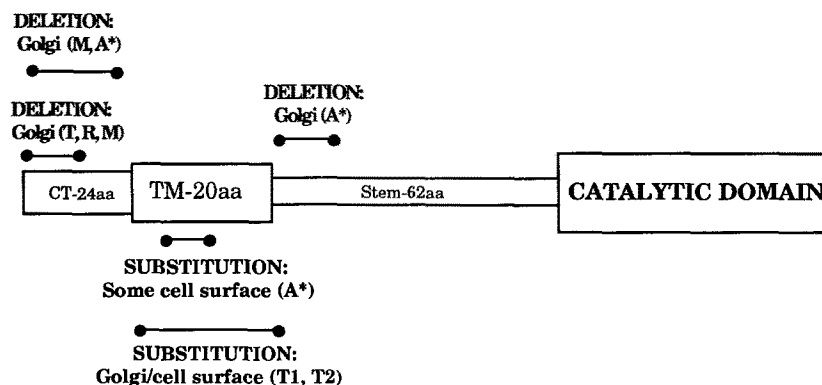 DELETION:
Golgi (M, A*)
DELETION:
Golgi (T, R, M)
DELETION:
Golgi (A*)
CT-24aa
TM-20aa
Stem-62aa
CATALYTIC DOMAIN
SUBSTITUTION:
Some cell surface (A*)
SUBSTITUTION:
Golgi/cell surface (T1, T2)